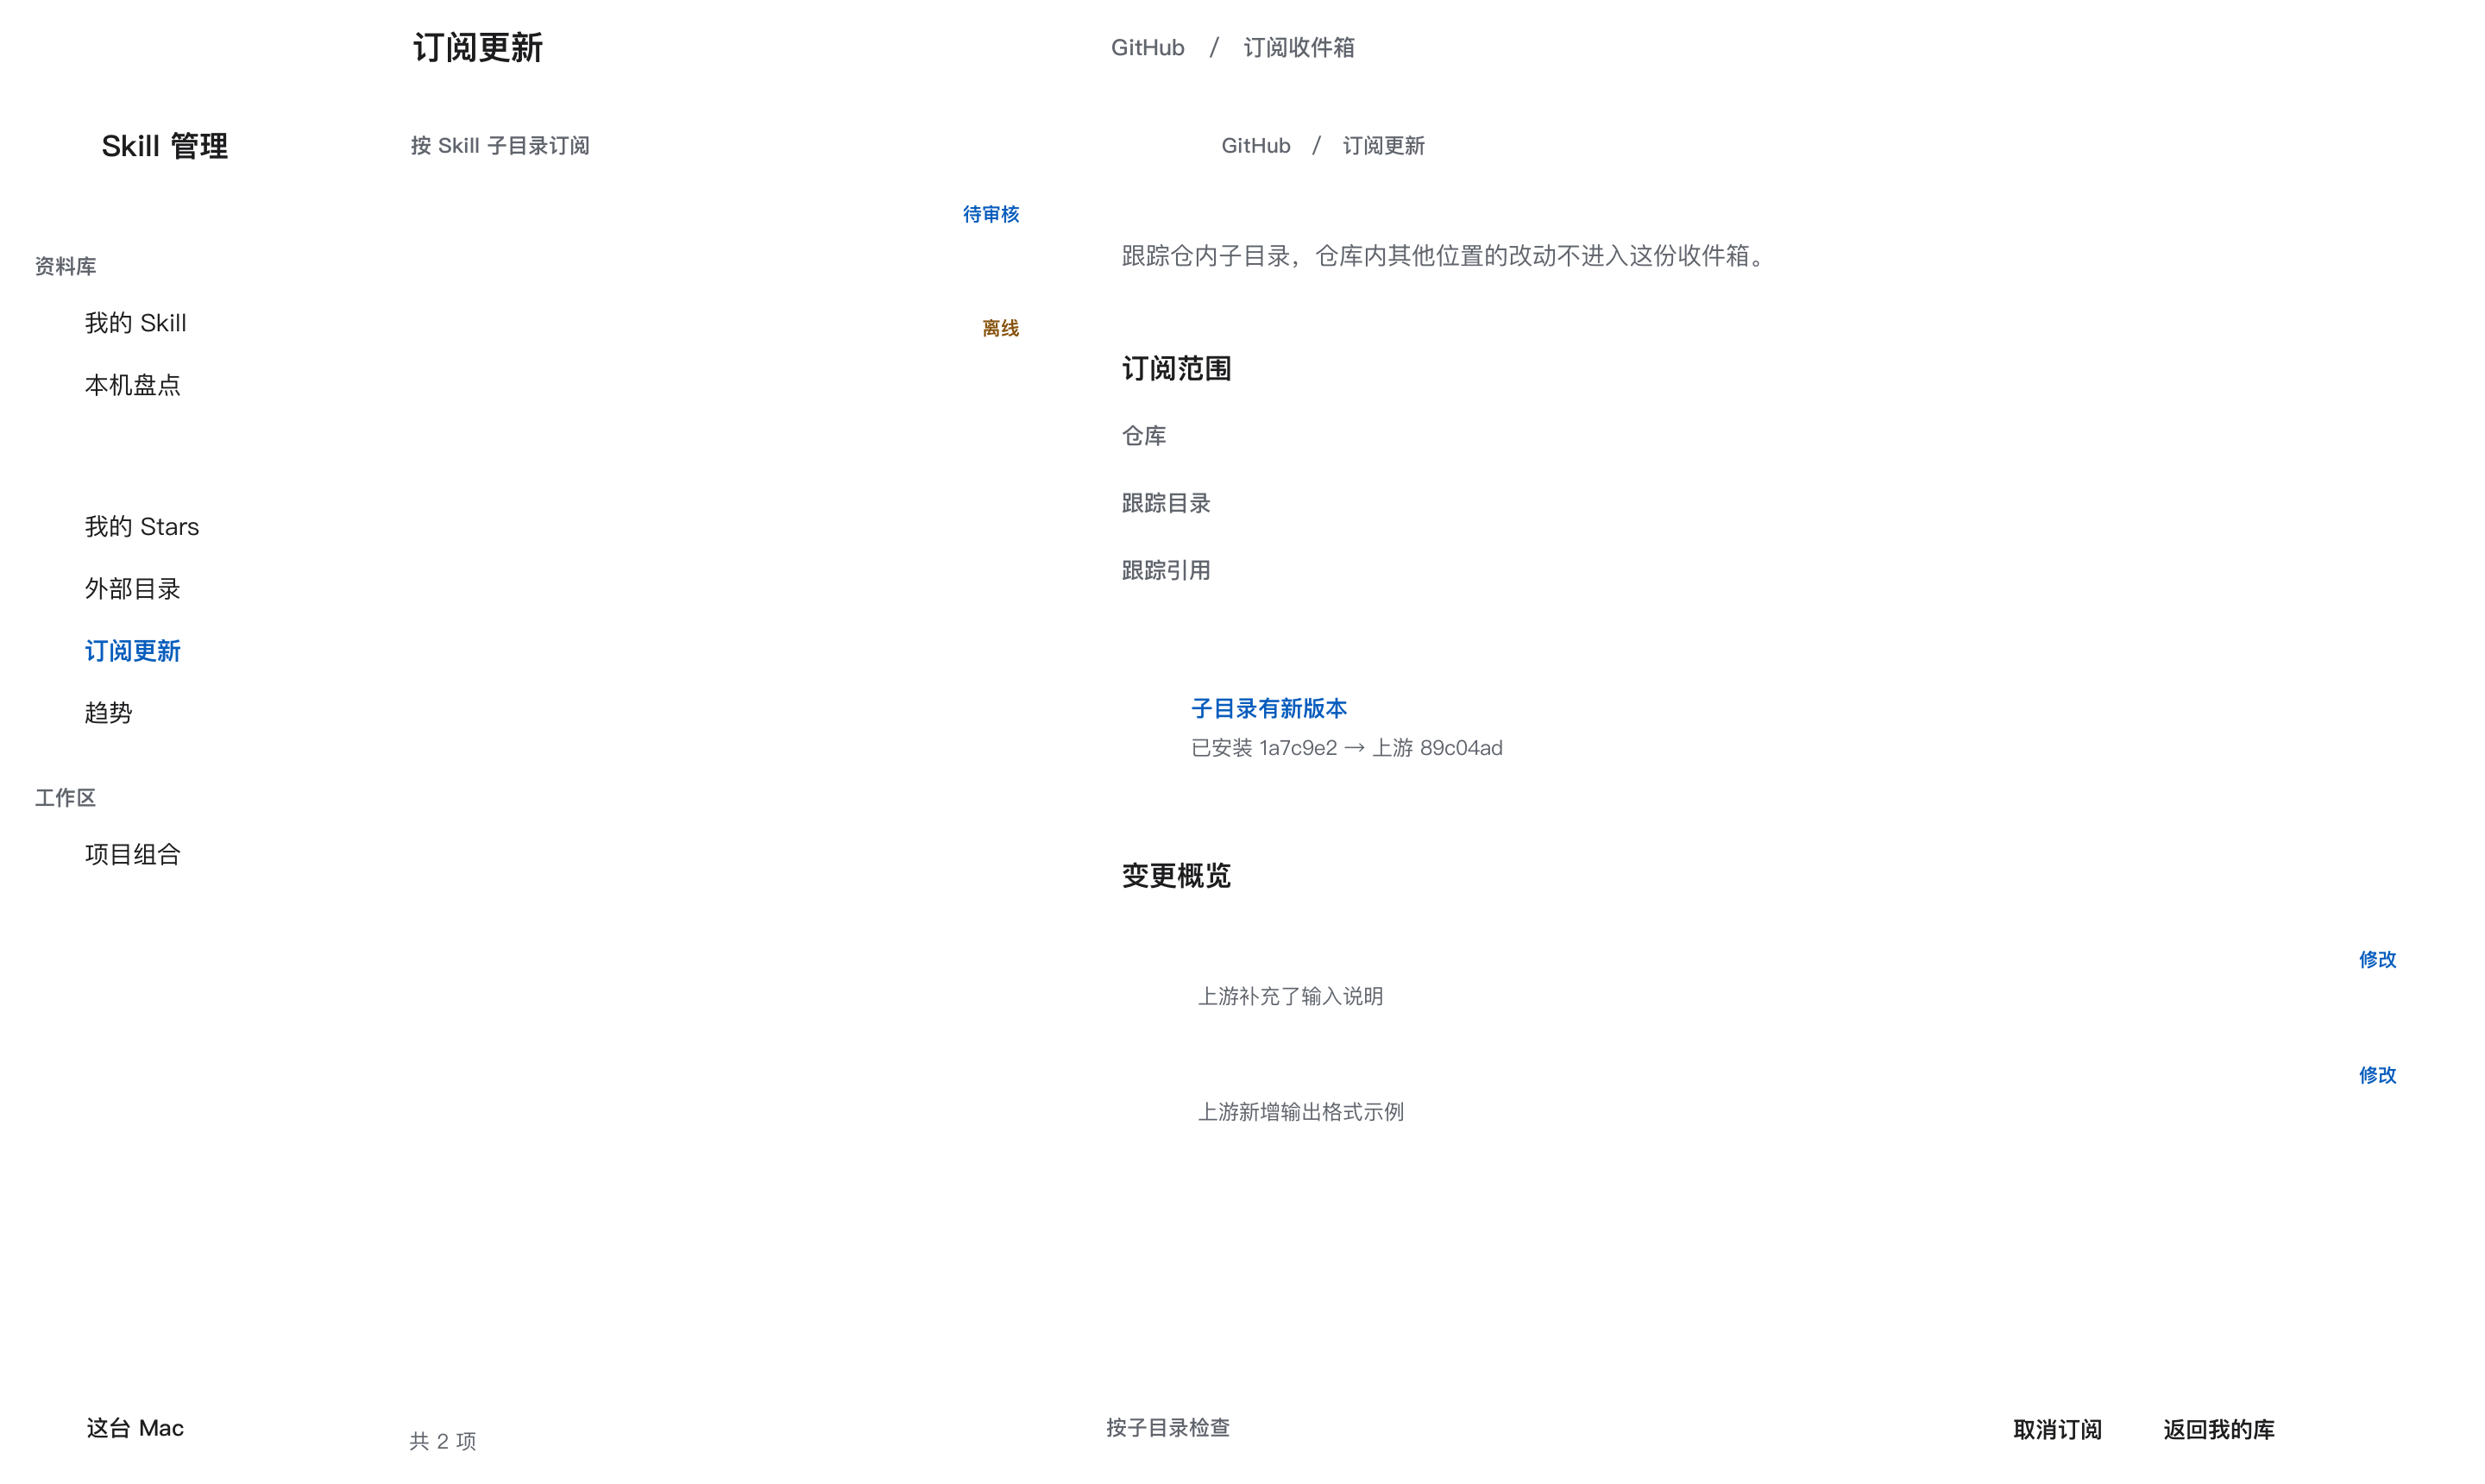 订阅更新
GitHub / 订阅收件箱
Skill 管理
按 Skill 子目录订阅
GitHub / 订阅更新
待审核
资料库
跟踪仓内子目录，仓库内其他位置的改动不进入这份收件箱。
我的 Skill
离线
订阅范围
本机盘点
仓库
跟踪目录
我的 Stars
跟踪引用
外部目录
订阅更新
趋势
子目录有新版本
已安装 1a7c9e2 → 上游 89c04ad
工作区
项目组合
变更概览
修改
上游补充了输入说明
修改
上游新增输出格式示例
这台 Mac
共 2 项
按子目录检查
取消订阅
返回我的库